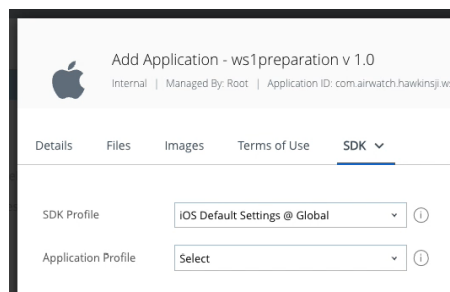 Add Application - ws1preparation v 1.0
Internal | Managed By: Root | Application ID: com.airwatch.hawkinsji.ws
Details Files Images Terms of Use SDK
SDK Profile iOS Default Settings @ Global
Application Profile Select